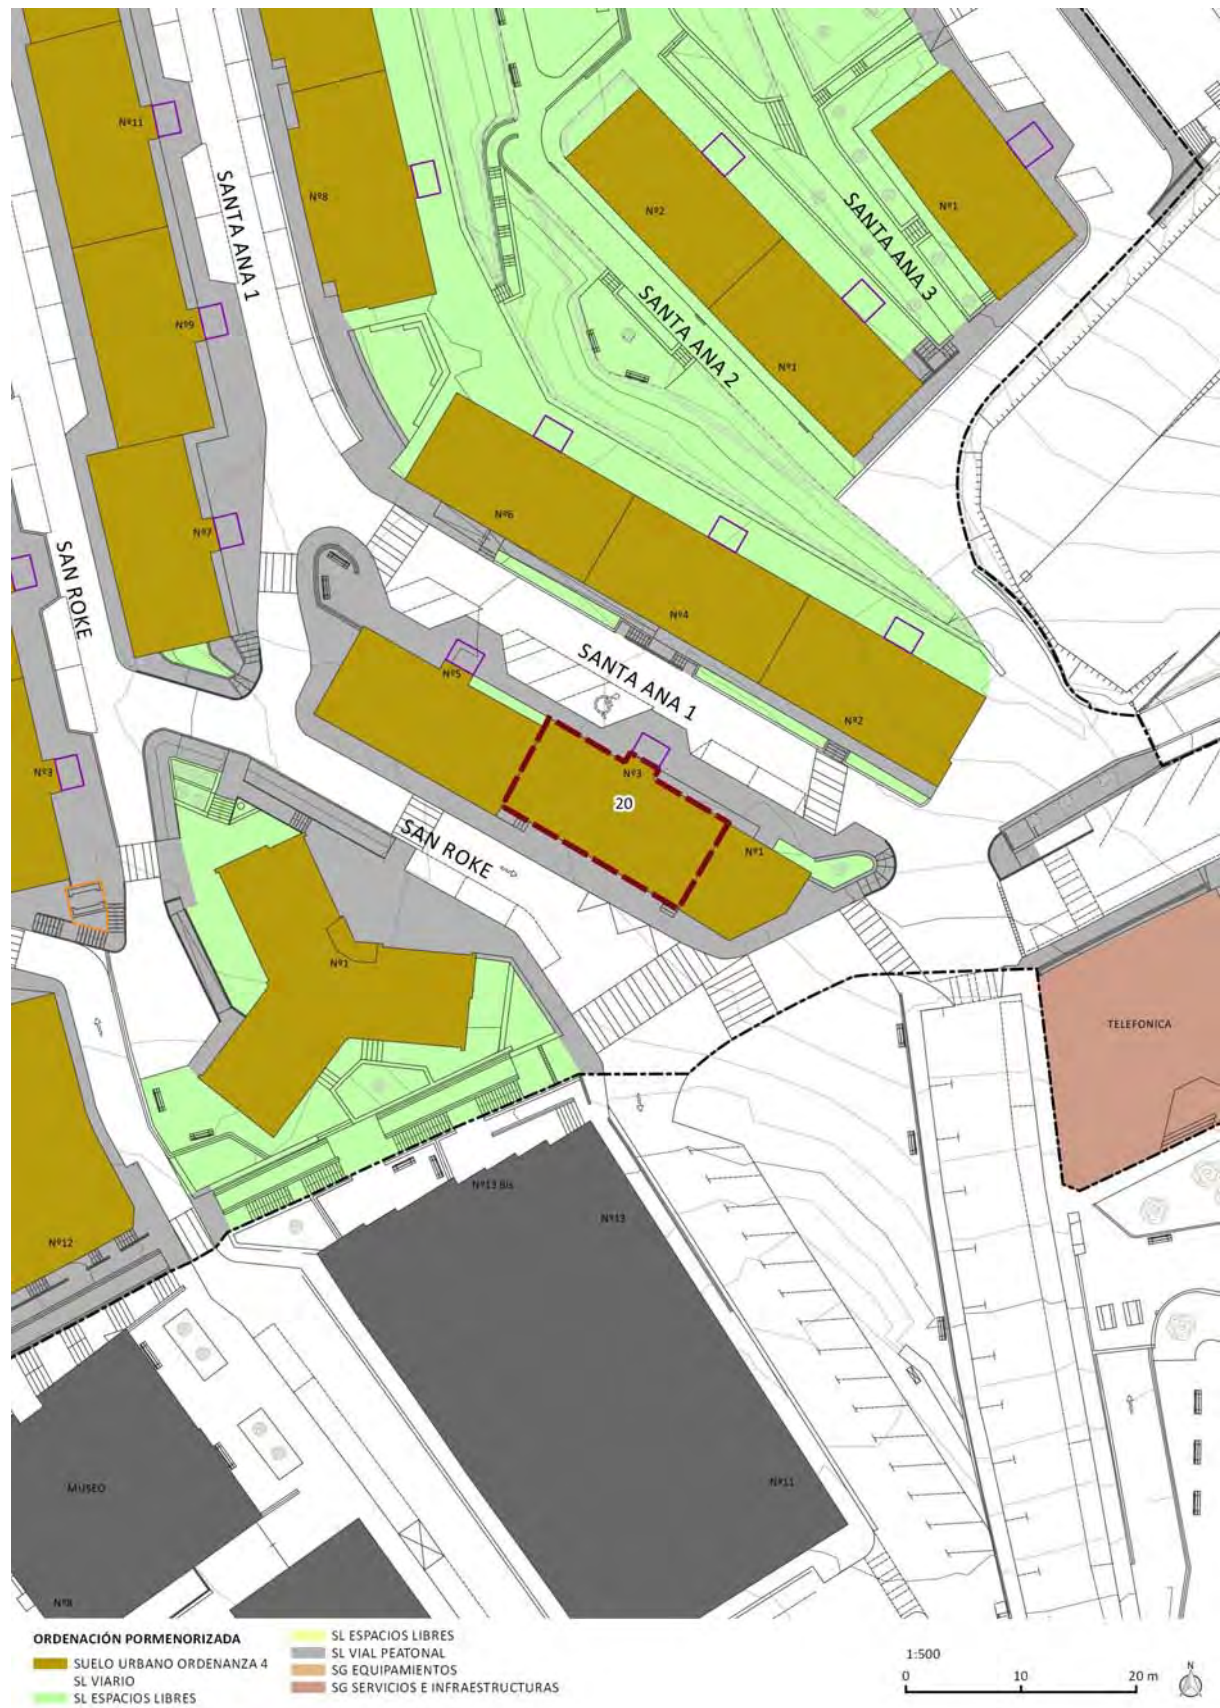 Nº11
Nº8
SANTA ANA 1
Nº2
Nº1
SANTA ANA 3
SANTA ANA 2
Nº9
Nº1
Nº6
Nº7
SAN ROKE
Nº4
SANTA ANA 1
Nº5
Nº2
Nº3
Nº3
20
SAN ROKE
Nº1
Nº1
TELEFONICA
Nº13 Bis
Nº13
Nº12
MUSEO
Nº11
Nº8
ORDENACIÓN PORMENORIZADA
SUELO URBANO ORDENANZA 4
SL VIARIO
SL ESPACIOS LIBRES
SL ESPACIOS LIBRES
SL VIAL PEATONAL
SG EQUIPAMIENTOS
SG SERVICIOS E INFRAESTRUCTURAS
1:500
0 10 20 m
N